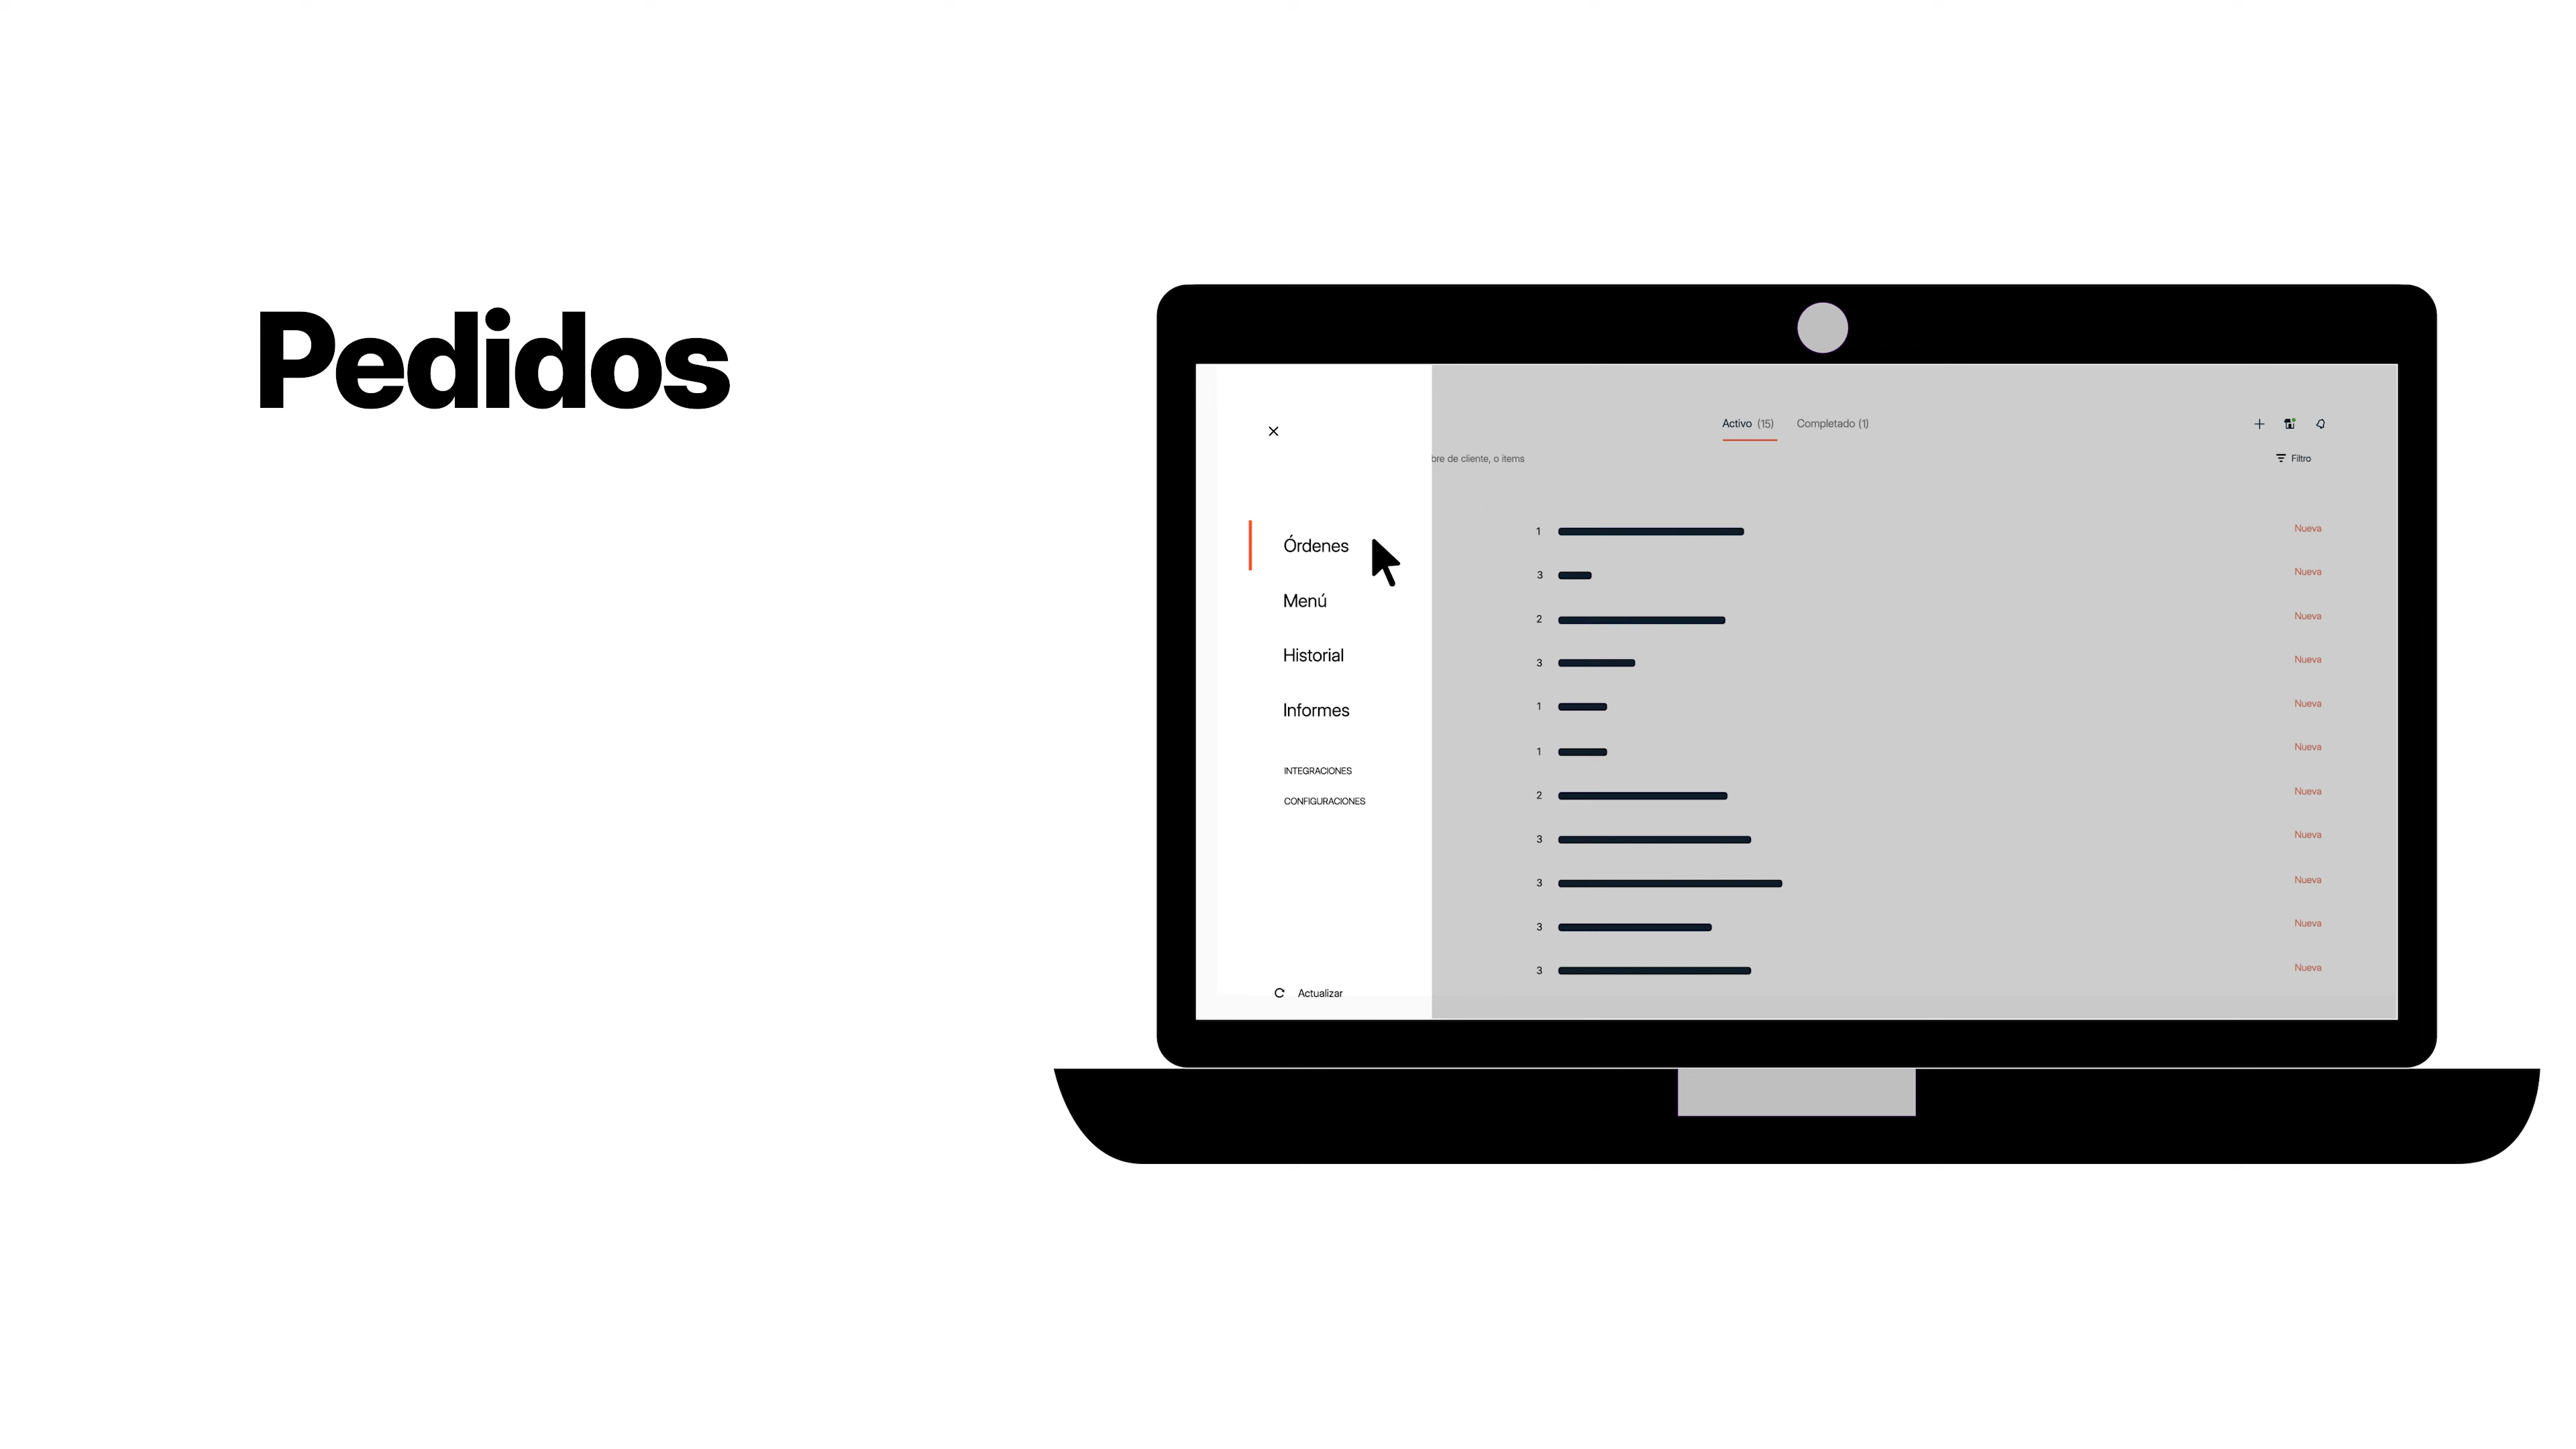 Pedidos
Activo (15) Completado (1)
bre de cliente, o items
Filtro
Órdenes
Menú
Historial
Informes
INTEGRACIONES
CONFIGURACIONES
Actualizar
1 Nueva
3 Nueva
2 Nueva
3 Nueva
1 Nueva
1 Nueva
2 Nueva
3 Nueva
3 Nueva
3 Nueva
3 Nueva